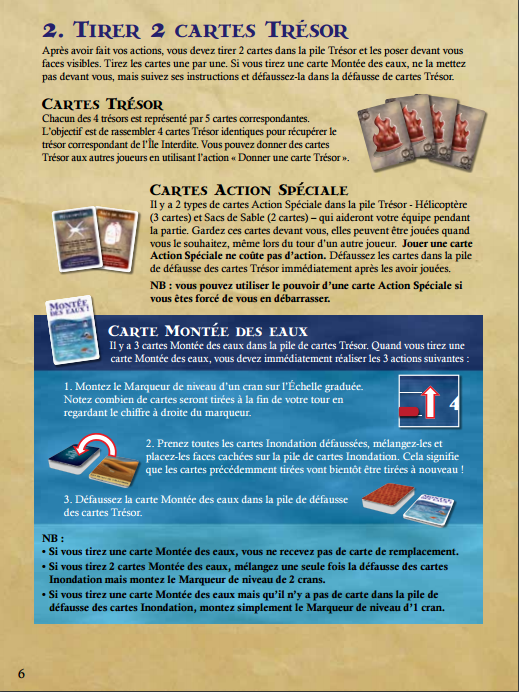 2. Tirer 2 cartes Trésor
Après avoir fait vos actions, vous devez tirer 2 cartes dans la pile Trésor et les poser devant vous
faces visibles. Tirez les cartes une par une. Si vous tirez une carte Montée des eaux, ne la mettez
pas devant vous, mais suivez ses instructions et défaussez-la dans la défausse de cartes Trésor.
Cartes Trésor
Chacun des 4 trésors est représenté par 5 cartes correspondantes.
L'objectif est de rassembler 4 cartes Trésor identiques pour récupérer le
trésor correspondant de l'Île Interdite. Vous pouvez donner des cartes
Trésor aux autres joueurs en utilisant l'action « Donner une carte Trésor ».
Cartes Action Spéciale
Il y a 2 types de cartes Action Spéciale dans la pile Trésor - Hélicoptère
(3 cartes) et Sacs de Sable (2 cartes) – qui aideront votre équipe pendant
la partie. Gardez ces cartes devant vous, elles peuvent être jouées quand
vous le souhaitez, même lors du tour d'un autre joueur. Jouer une carte
Action Spéciale ne coûte pas d'action. Défaussez les cartes dans la pile
de défausse des cartes Trésor immédiatement après les avoir jouées.
NB : vous pouvez utiliser le pouvoir d'une carte Action Spéciale si
vous êtes forcé de vous en débarrasser.
Montée
des eaux !
Carte Montée des eaux
Il y a 3 cartes Montée des eaux dans la pile de cartes Trésor. Quand vous tirez une
carte Montée des eaux, vous devez immédiatement réaliser les 3 actions suivantes :
1. Montez le Marqueur de niveau d'un cran sur l'Échelle graduée.
Notez combien de cartes seront tirées à la fin de votre tour en
regardant le chiffre à droite du marqueur.
4
2. Prenez toutes les cartes Inondation défaussées, mélangez-les et
placez-les faces cachées sur la pile de cartes Inondation. Cela signifie
que les cartes précédemment tirées vont bientôt être tirées à nouveau !
3. Défaussez la carte Montée des eaux dans la pile de défausse
des cartes Trésor.
NB :
• Si vous tirez une carte Montée des eaux, vous ne recevez pas de carte de remplacement.
• Si vous tirez 2 cartes Montée des eaux, mélangez une seule fois la défausse des cartes
Inondation mais montez le Marqueur de niveau de 2 crans.
• Si vous tirez une carte Montée des eaux mais qu'il n'y a pas de carte dans la pile de
défausse des cartes Inondation, montez simplement le Marqueur de niveau d'1 cran.
6